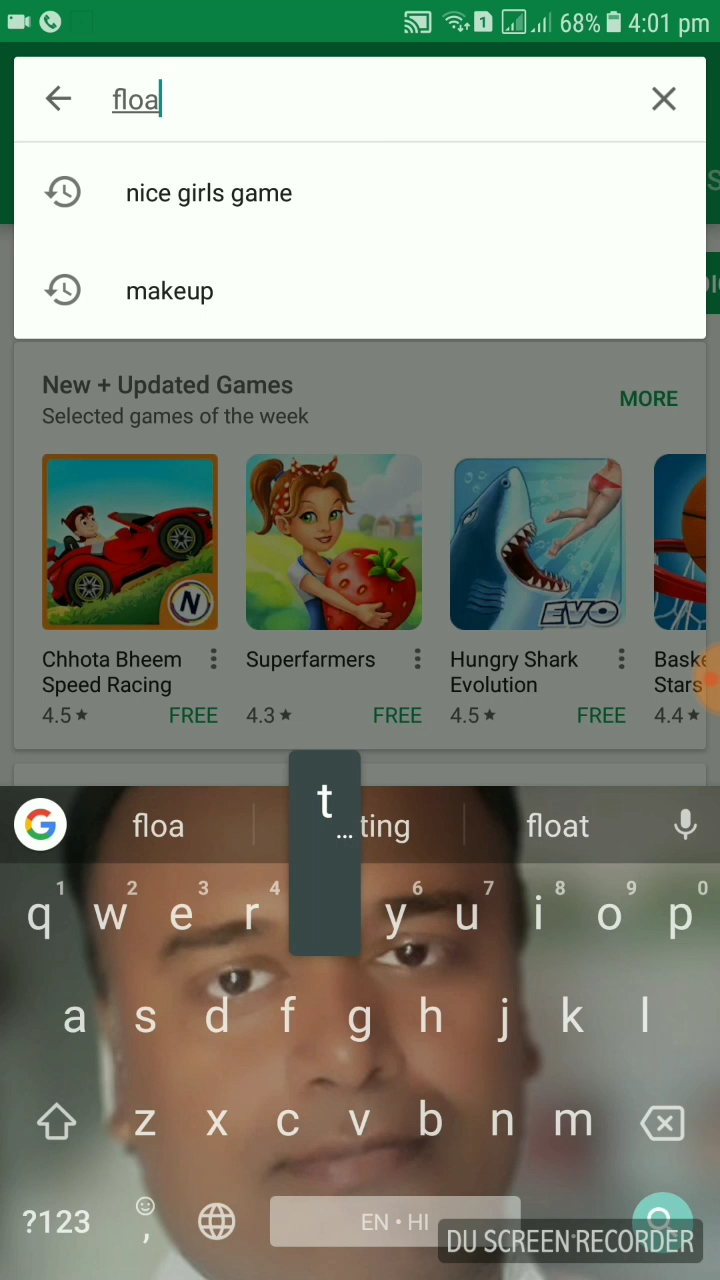 1 68% 4:01 pm
floa
nice girls game
makeup
New + Updated Games
Selected games of the week
MORE
N
EVO
Chhota Bheem
Speed Racing
Superfarmers
Hungry Shark
Evolution
Stars
4.5 FREE
4.3 FREE
4.5 FREE
4.4
t
G floa ...ting float
1 2 3 4 6 7 8 9 0
q w e r y u i o p
a s d f g h j k l
z x c v b n m
?123 , EN • HI
DU SCREEN RECORDER